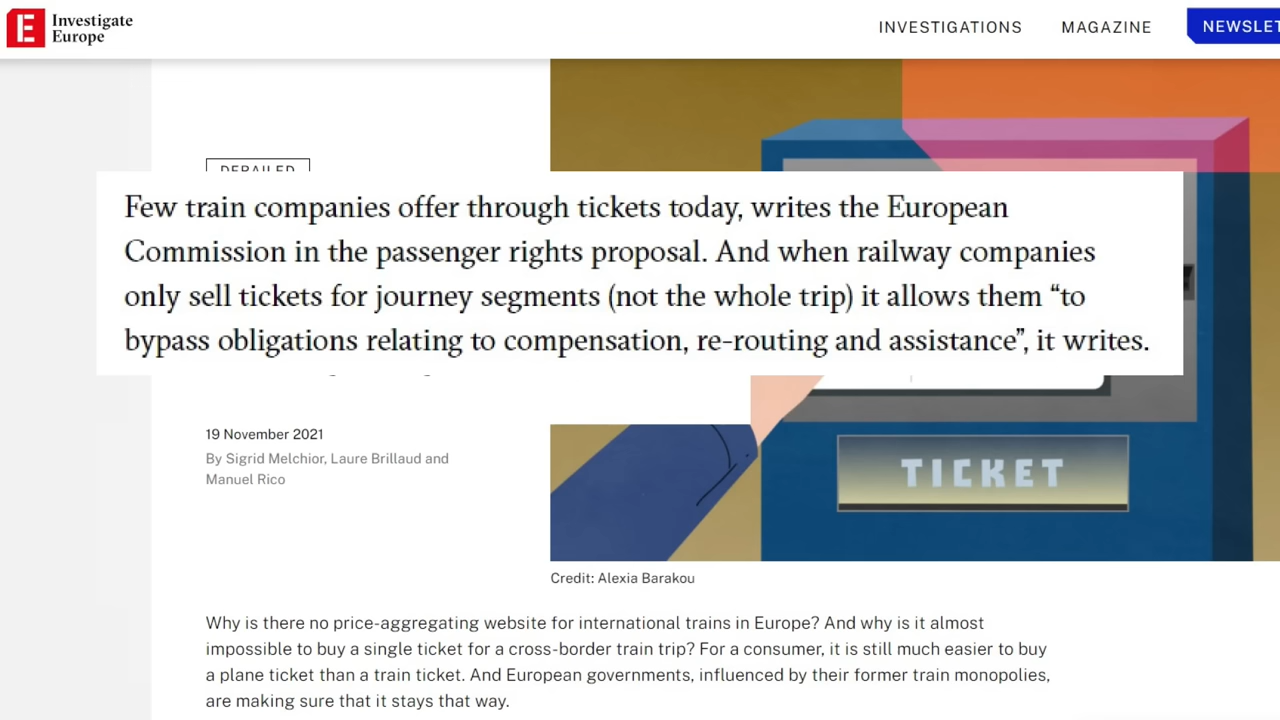 Investigate
Europe
INVESTIGATIONS
MAGAZINE
NEWSLET
DERAILED
Few train companies offer through tickets today, writes the European
Commission in the passenger rights proposal. And when railway companies
only sell tickets for journey segments (not the whole trip) it allows them “to
bypass obligations relating to compensation, re-routing and assistance”, it writes.
19 November 2021
By Sigrid Melchior, Laure Brillaud and
Manuel Rico
TICKET
Credit: Alexia Barakou
Why is there no price-aggregating website for international trains in Europe? And why is it almost
impossible to buy a single ticket for a cross-border train trip? For a consumer, it is still much easier to buy
a plane ticket than a train ticket. And European governments, influenced by their former train monopolies,
are making sure that it stays that way.